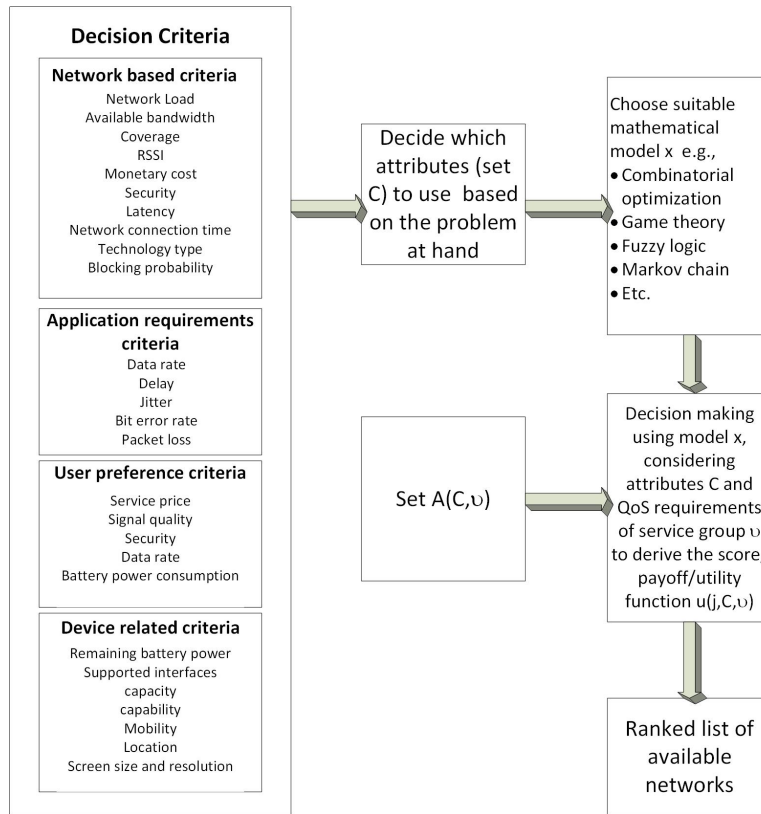 Decision Criteria
Network based criteria
Network Load
Available bandwidth
Coverage
RSSI
Monetary cost
Security
Latency
Network connection time
Technology type
Blocking probability
Application requirements
criteria
Data rate
Delay
Jitter
Bit error rate
Packet loss
User preference criteria
Service price
Signal quality
Security
Data rate
Battery power consumption
Device related criteria
Remaining battery power
Supported interfaces
capacity
capability
Mobility
Location
Screen size and resolution
Decide which
attributes (set
C) to use based
on the problem
at hand
Choose suitable
mathematical
model x e.g.,
• Combinatorial
optimization
• Game theory
• Fuzzy logic
• Markov chain
• Etc.
Set A(C,υ)
Decision making
using model x,
considering
attributes C and
QoS requirements
of service group υ
to derive the score,
payoff/utility
function u(j,C,υ)
Ranked list of
available
networks